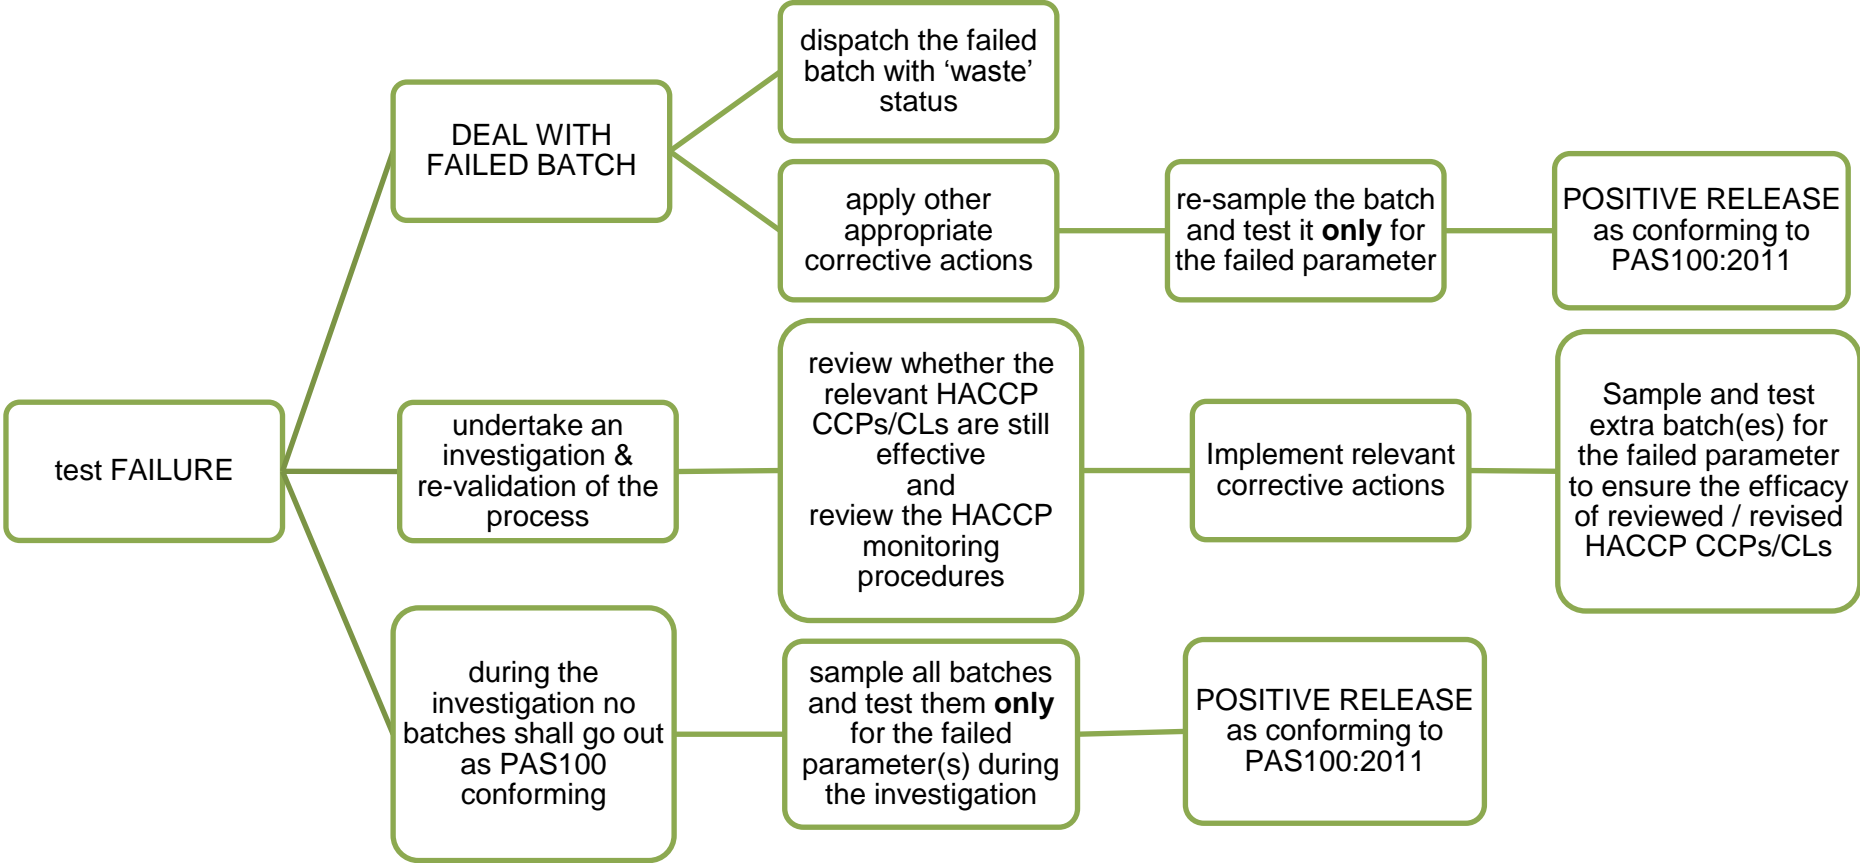 test FAILURE
DEAL WITH
FAILED BATCH
dispatch the failed
batch with ‘waste’
status
apply other
appropriate
corrective actions
re-sample the batch
and test it only for
the failed parameter
POSITIVE RELEASE
as conforming to
PAS100:2011
undertake an
investigation &
re-validation of the
process
review whether the
relevant HACCP
CCPs/CLs are still
effective
and
review the HACCP
monitoring
procedures
Implement relevant
corrective actions
Sample and test
extra batch(es) for
the failed parameter
to ensure the efficacy
of reviewed / revised
HACCP CCPs/CLs
during the
investigation no
batches shall go out
as PAS100
conforming
sample all batches
and test them only
for the failed
parameter(s) during
the investigation
POSITIVE RELEASE
as conforming to
PAS100:2011